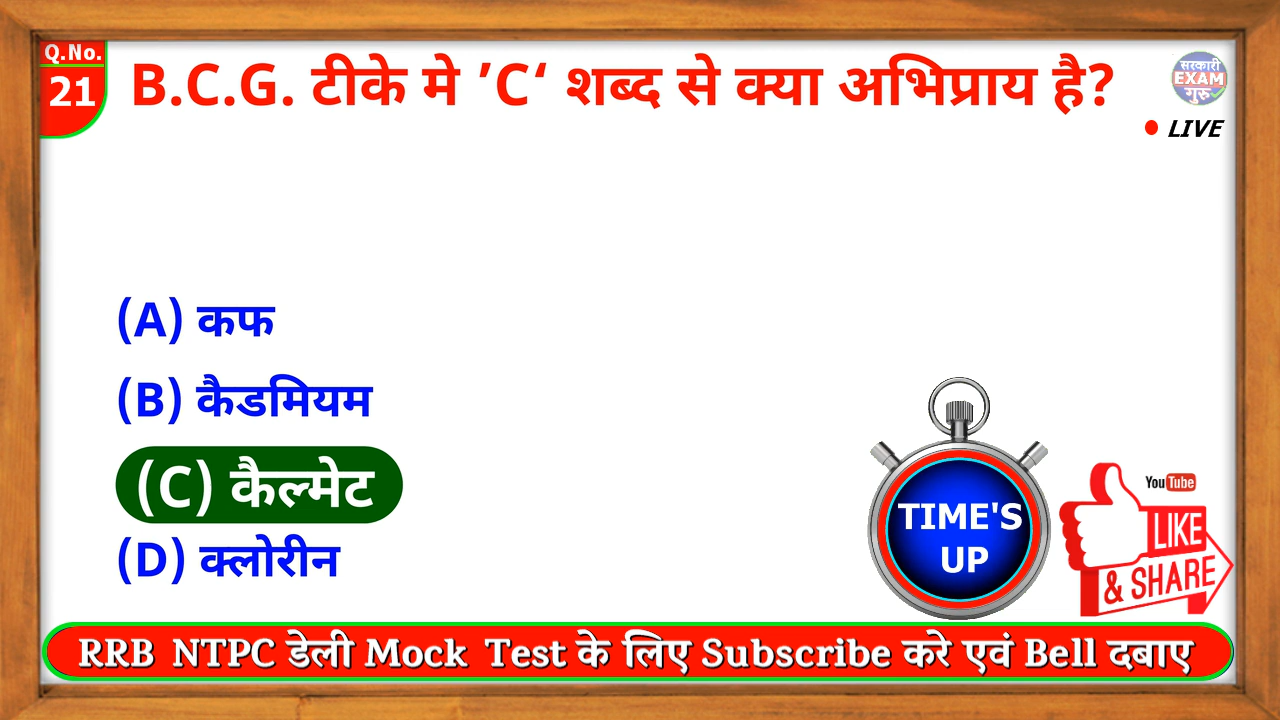 Q.No.
21
B.C.G. टीके मे ’C‘ शब्द से क्या अभिप्राय है?
सरकारी
EXAM
गुरु
LIVE
(A) कफ
(B) कैडमियम
(C) कैल्मेट
(D) क्लोरीन
TIME'S
UP
YouTube
LIKE
& SHARE
RRB NTPC डेली Mock Test के लिए Subscribe करे एवं Bell दबाए